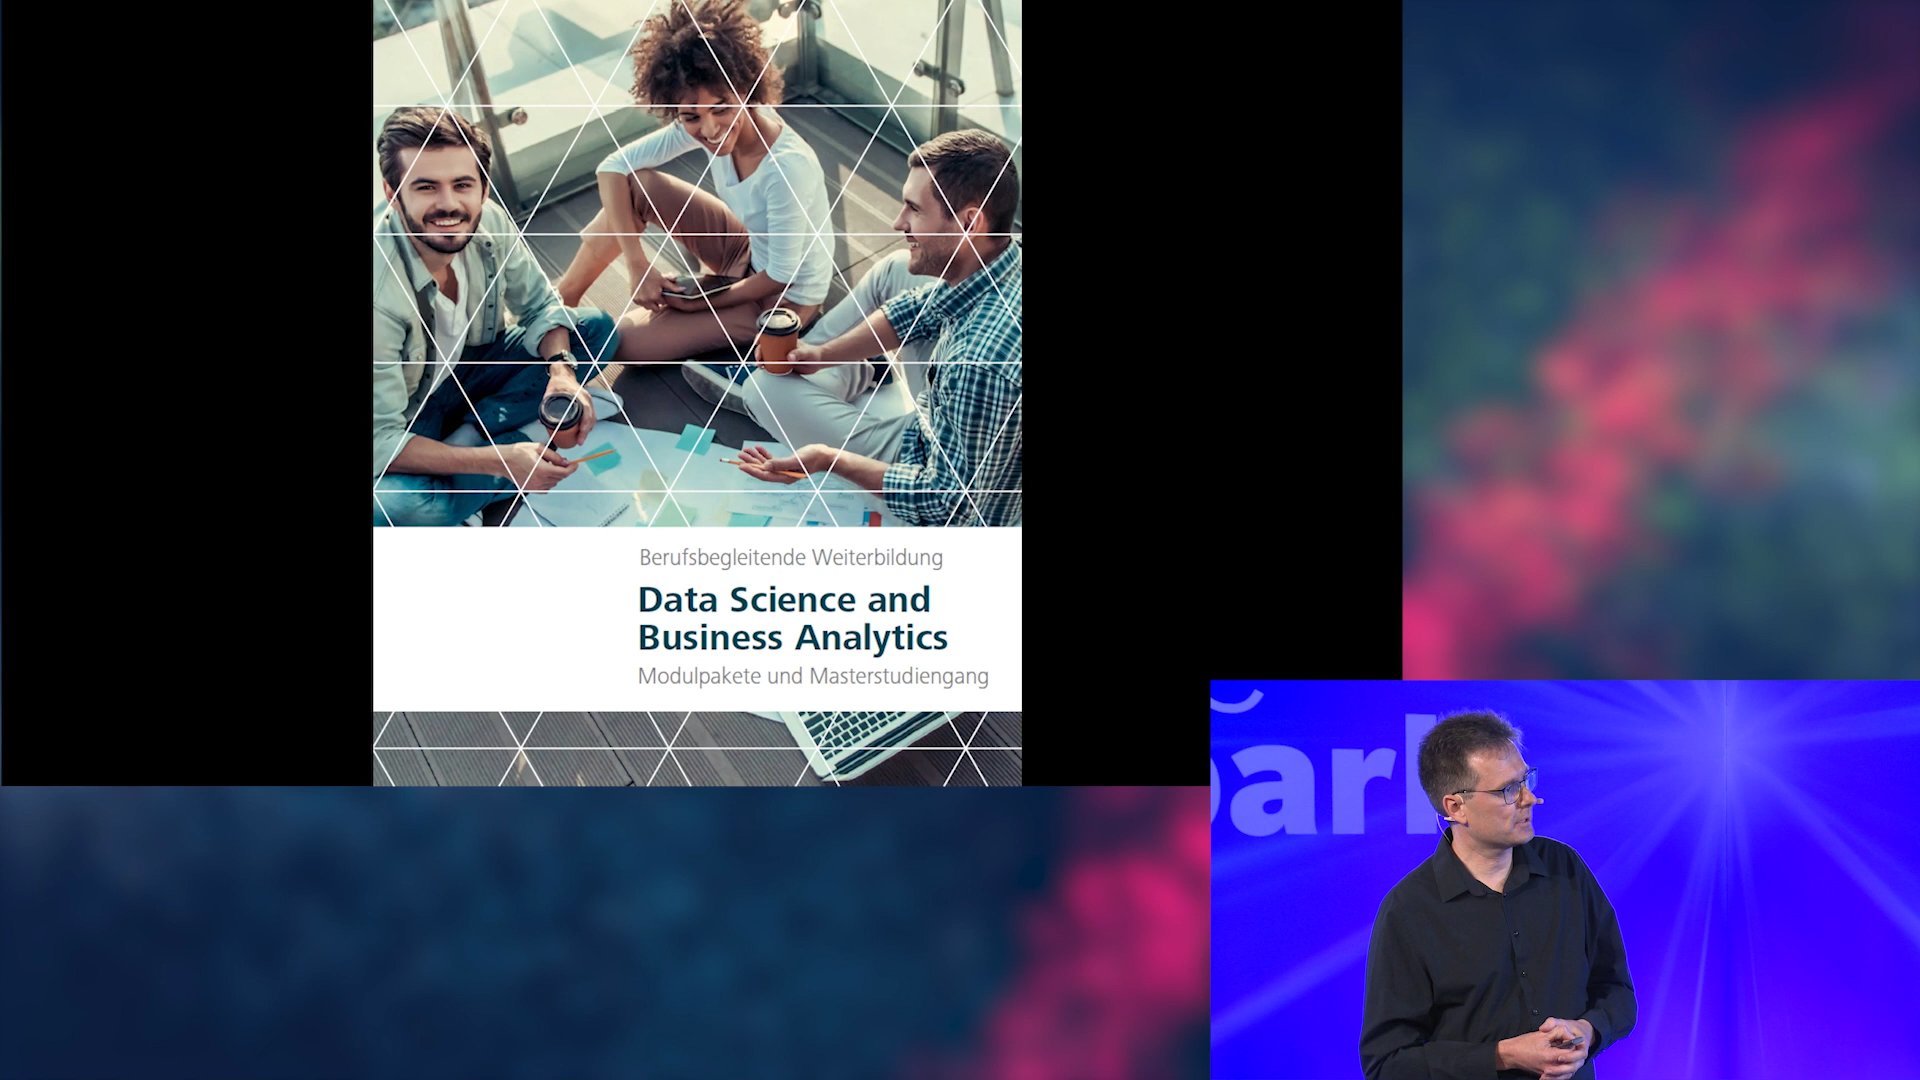 Berufsbegleitende Weiterbildung
Data Science and
Business Analytics
Modulpakete und Masterstudiengang